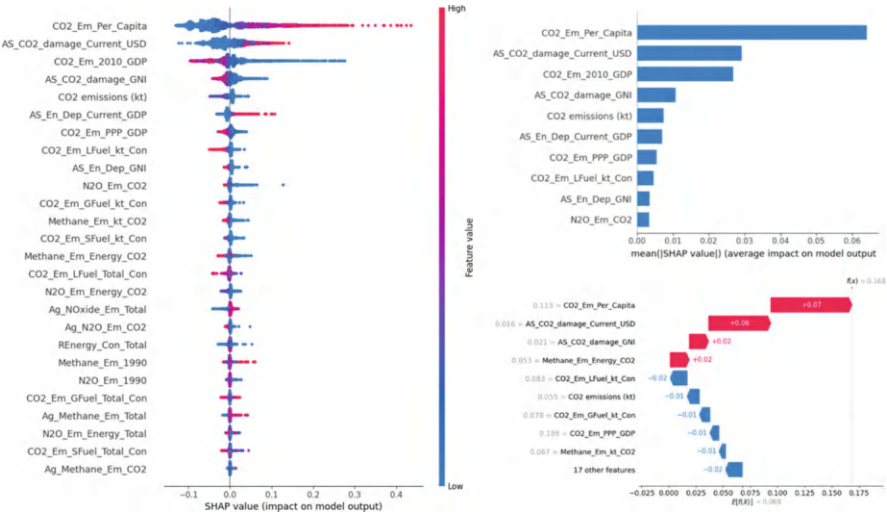 CO2_Em_Per_Capita
AS_CO2_damage_Current_USD
CO2_Em_2010_GDP
AS_CO2_damage_GNI
CO2 emissions (kt)
AS_En_Dep_Current_GDP
CO2_Em_PPP_GDP
CO2_Em_LFuel_kt_Con
AS_En_Dep_GNI
N2O_Em_CO2
CO2_Em_GFuel_kt_Con
Methane_Em_kt_CO2
CO2_Em_SFuel_kt_Con
Methane_Em_Energy_CO2
CO2_Em_LFuel_Total_Con
N2O_Em_Energy_CO2
Ag_NOxide_Em_Total
Ag_N2O_Em_CO2
REnergy_Con_Total
Methane_Em_1990
N2O_Em_1990
CO2_Em_GFuel_Total_Con
Ag_Methane_Em_Total
N2O_Em_Energy_Total
CO2_Em_SFuel_Total_Con
Ag_Methane_Em_CO2
−0.1 0.0 0.1 0.2 0.3 0.4
SHAP value (impact on model output)
High
Feature value
Low
CO2_Em_Per_Capita
AS_CO2_damage_Current_USD
CO2_Em_2010_GDP
AS_CO2_damage_GNI
CO2 emissions (kt)
AS_En_Dep_Current_GDP
CO2_Em_PPP_GDP
CO2_Em_LFuel_kt_Con
AS_En_Dep_GNI
N2O_Em_CO2
0.00 0.01 0.02 0.03 0.04 0.05 0.06
mean(|SHAP value|) (average impact on model output
f(x) = 0.168
0.113 = CO2_Em_Per_Capita +0.07
0.016 = AS_CO2_damage_Current_USD +0.06
0.021 = AS_CO2_damage_GNI +0.02
0.053 = Methane_Em_Energy_CO2 +0.02
0.083 = CO2_Em_LFuel_kt_Con −0.02
0.055 = CO2 emissions (kt) −0.01
0.078 = CO2_Em_GFuel_kt_Con −0.01
0.188 = CO2_Em_PPP_GDP −0.01
0.067 = Methane_Em_kt_CO2 −0.01
17 other features −0.02
−0.025 0.000 0.025 0.050 0.075 0.100 0.125 0.150 0.175
E[f(X)] = 0.068